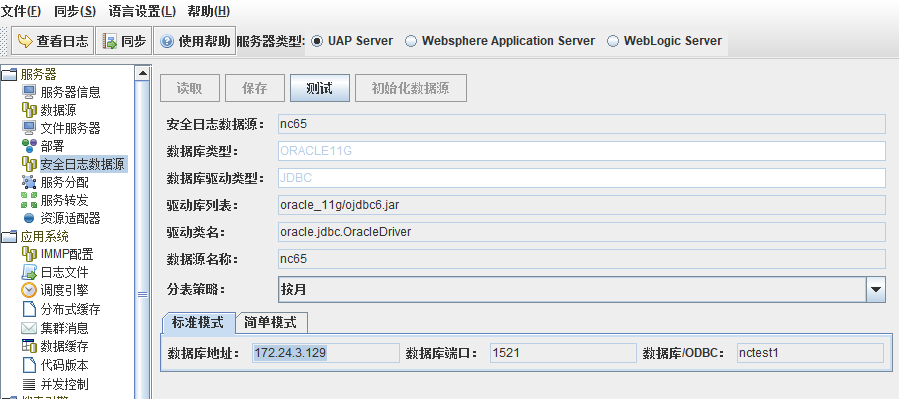 文件(F) 同步(S) 语言设置(L) 帮助(H)
查看日志 同步 使用帮助 服务器类型: UAP Server Websphere Application Server WebLogic Server
服务器
服务器信息
数据源
文件服务器
部署
安全日志数据源
服务分配
服务转发
资源适配器
应用系统
IMMP配置
日志文件
调度引擎
分布式缓存
集群消息
数据缓存
代码版本
并发控制
读取 保存 测试 初始化数据源
安全日志数据源: nc65
数据库类型: ORACLE11G
数据库驱动类型: JDBC
驱动库列表: oracle_11g/ojdbc6.jar
驱动类名: oracle.jdbc.OracleDriver
数据源名称: nc65
分表策略: 按月
标准模式 简单模式
数据库地址: 172.24.3.129 数据库端口: 1521 数据库/ODBC: nctest1